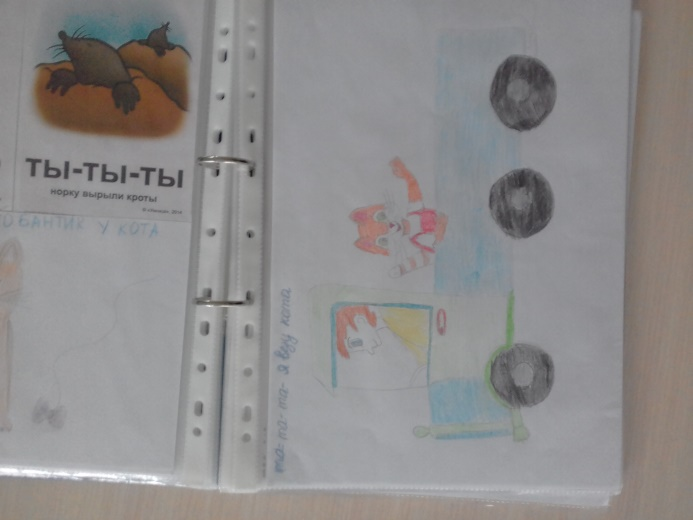 ТЫ-ТЫ-ТЫ
норку вырыли кроты
БАНТИК У КОТА
та-та-та- я везу кота